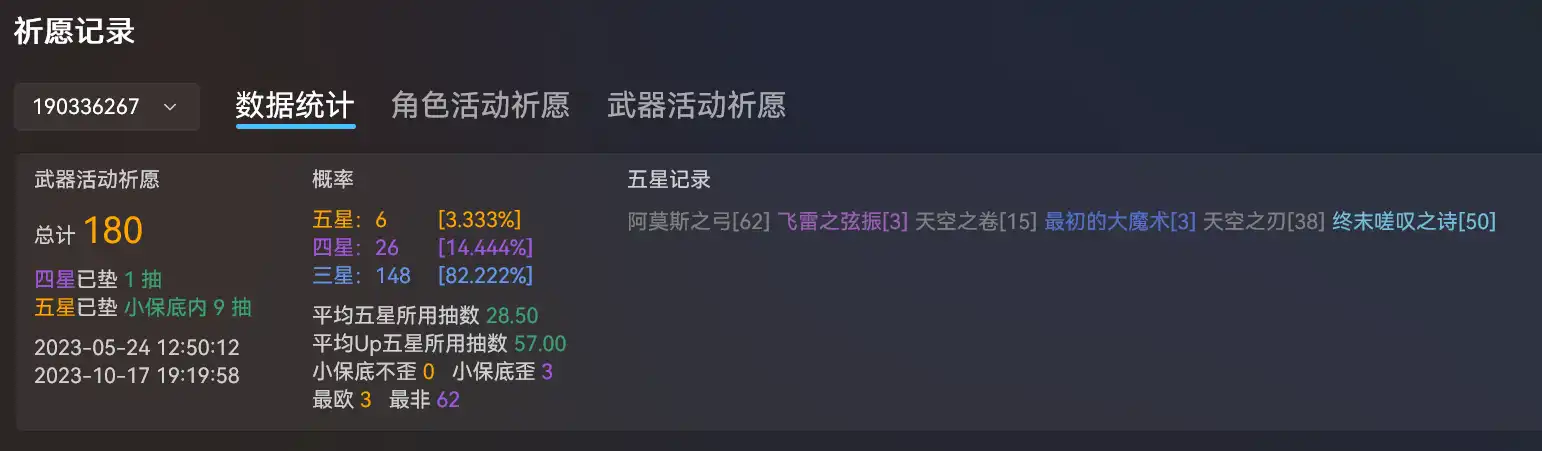 祈愿记录
190336267 数据统计 角色活动祈愿 武器活动祈愿
武器活动祈愿
总计 180
四星已垫 1 抽
五星已垫 小保底内 9 抽
2023-05-24 12:50:12
2023-10-17 19:19:58
概率
五星：6 [3.333%]
四星：26 [14.444%]
三星：148 [82.222%]
平均五星所用抽数 28.50
平均Up五星所用抽数 57.00
小保底不歪 0 小保底歪 3
最欧 3 最非 62
五星记录
阿莫斯之弓[62] 飞雷之弦振[3] 天空之卷[15] 最初的大魔术[3] 天空之刃[38] 终末嗟叹之诗[50]